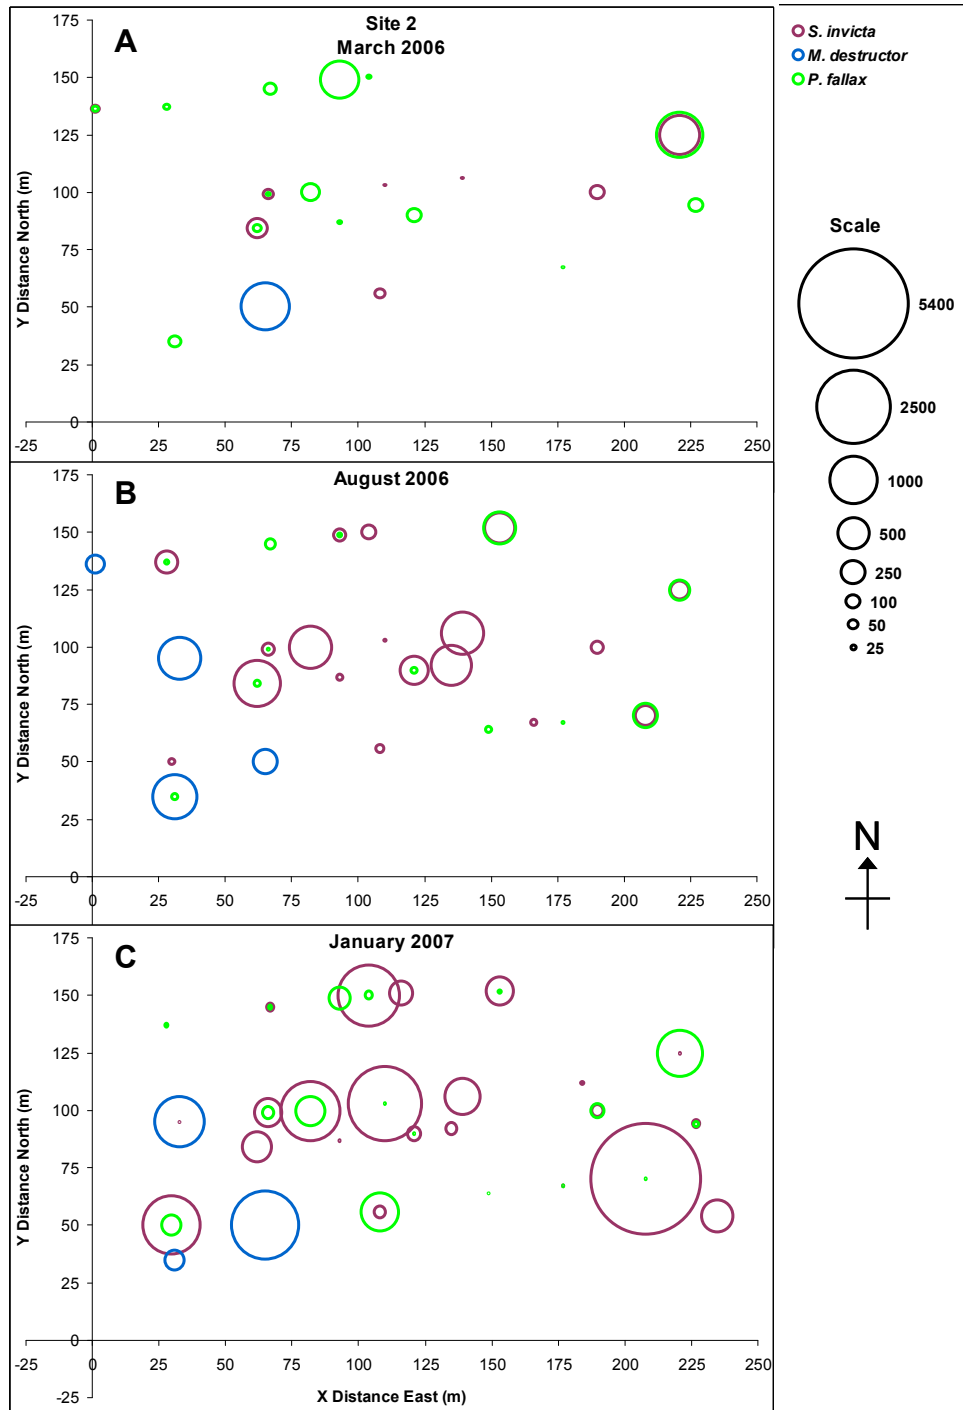 A
Site 2
March 2006
175
150
125
100
75
50
25
0
-25 0 25 50 75 100 125 150 175 200 225 250
Y Distance North (m)
B
August 2006
175
150
125
100
75
50
25
0
-25 0 25 50 75 100 125 150 175 200 225 250
Y Distance North (m)
C
January 2007
175
150
125
100
75
50
25
0
-25 0 25 50 75 100 125 150 175 200 225 250
-25
Y Distance North (m)
X Distance East (m)
S. invicta
M. destructor
P. fallax
Scale
5400
2500
1000
500
250
100
50
25
N